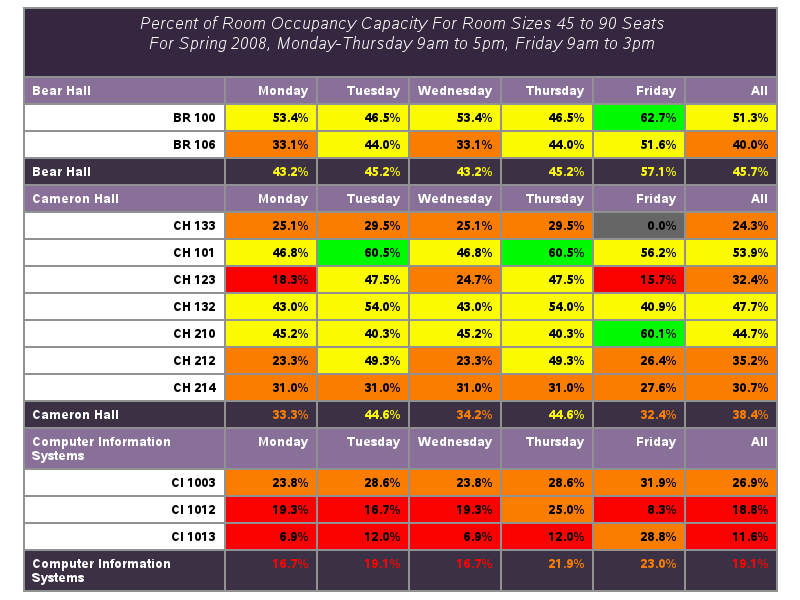 Percent of Room Occupancy Capacity For Room Sizes 45 to 90 Seats
For Spring 2008, Monday-Thursday 9am to 5pm, Friday 9am to 3pm
Bear Hall Monday Tuesday Wednesday Thursday Friday All
BR 100 53.4% 46.5% 53.4% 46.5% 62.7% 51.3%
BR 106 33.1% 44.0% 33.1% 44.0% 51.6% 40.0%
Bear Hall 43.2% 45.2% 43.2% 45.2% 57.1% 45.7%
Cameron Hall Monday Tuesday Wednesday Thursday Friday All
CH 133 25.1% 29.5% 25.1% 29.5% 0.0% 24.3%
CH 101 46.8% 60.5% 46.8% 60.5% 56.2% 53.9%
CH 123 18.3% 47.5% 24.7% 47.5% 15.7% 32.4%
CH 132 43.0% 54.0% 43.0% 54.0% 40.9% 47.7%
CH 210 45.2% 40.3% 45.2% 40.3% 60.1% 44.7%
CH 212 23.3% 49.3% 23.3% 49.3% 26.4% 35.2%
CH 214 31.0% 31.0% 31.0% 31.0% 27.6% 30.7%
Cameron Hall 33.3% 44.6% 34.2% 44.6% 32.4% 38.4%
Computer Information Monday Tuesday Wednesday Thursday Friday All
Systems
CI 1003 23.8% 28.6% 23.8% 28.6% 31.9% 26.9%
CI 1012 19.3% 16.7% 19.3% 25.0% 8.3% 18.8%
CI 1013 6.9% 12.0% 6.9% 12.0% 28.8% 11.6%
Computer Information 16.7% 19.1% 16.7% 21.9% 23.0% 19.1%
Systems